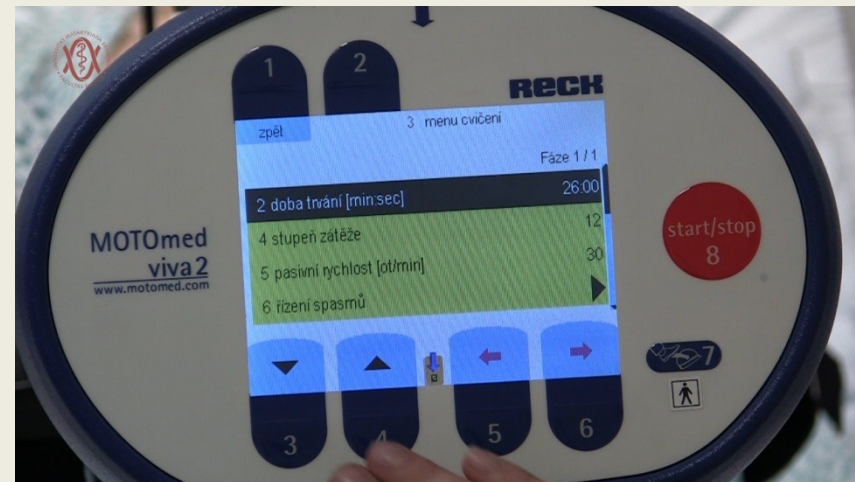 1
2
RECK
zpět
3 menu cvičení
Fáze 1 / 1
2 doba trvání [min:sec] 26:00
4 stupeň zátěže 12
5 pasivní rychlost [ot/min] 30
6 řízení spasmů
MOTOmed
viva2
www.motomed.com
start/stop
8
7
3
4
5
6